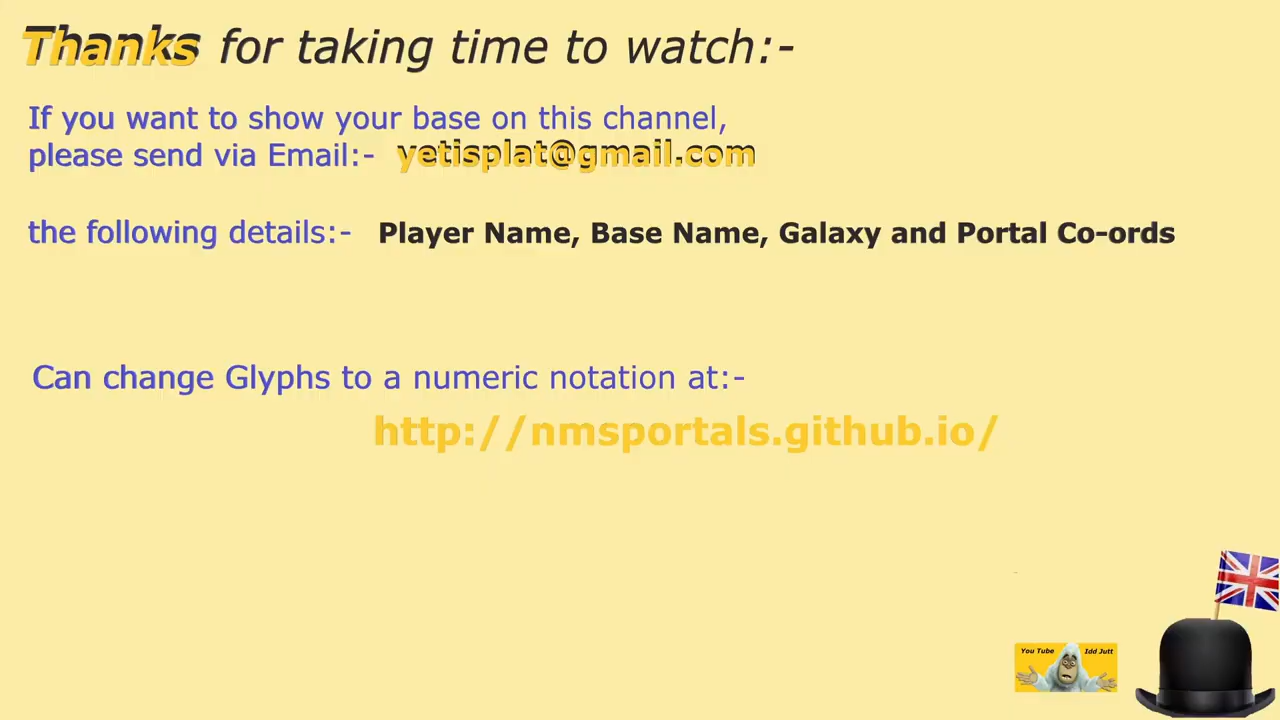 Thanks for taking time to watch:-
If you want to show your base on this channel,
please send via Email:- yetisplat@gmail.com
the following details:- Player Name, Base Name, Galaxy and Portal Co-ords
Can change Glyphs to a numeric notation at:-
http://nmsportals.github.io/
You Tube Idd Jutt